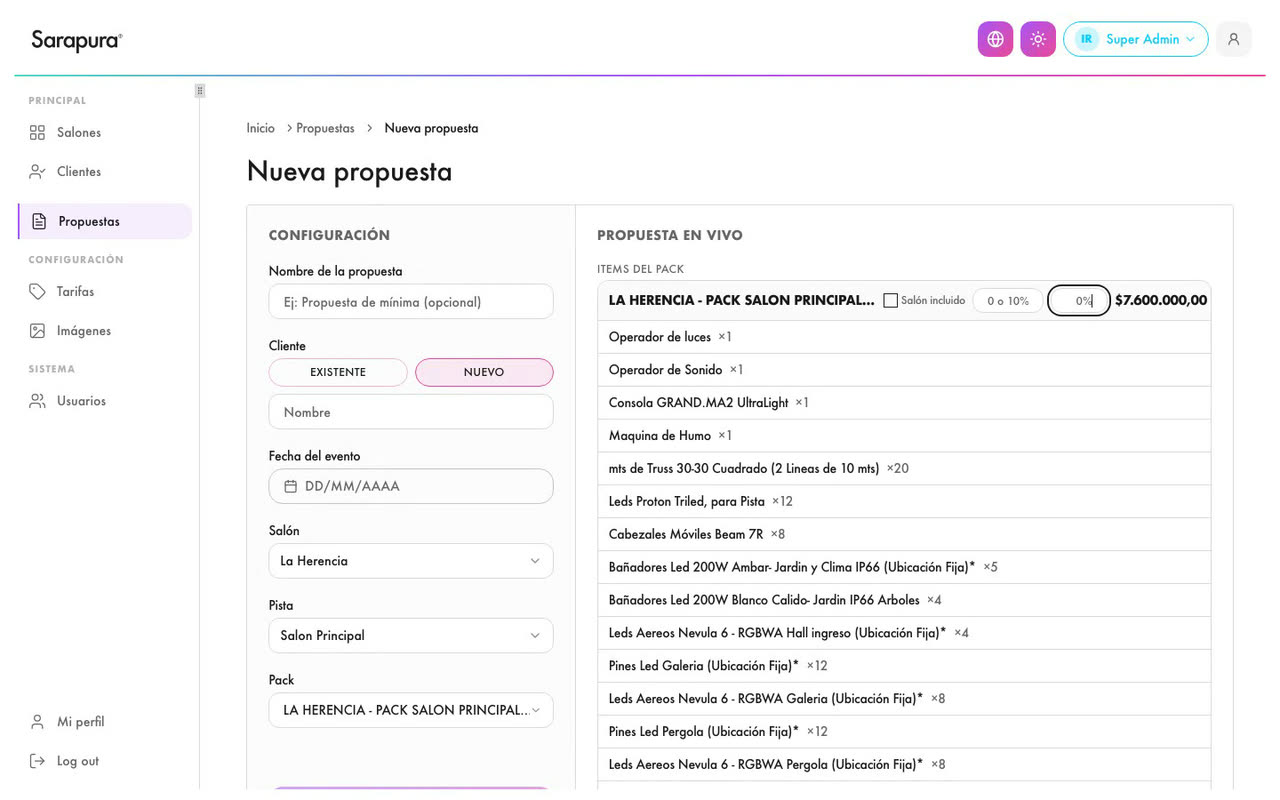 Sarapura®
IR Super Admin
PRINCIPAL
Salones
Clientes
Propuestas
CONFIGURACIÓN
Tarifas
Imágenes
SISTEMA
Usuarios
Mi perfil
Log out
Inicio > Propuestas > Nueva propuesta
Nueva propuesta
CONFIGURACIÓN
Nombre de la propuesta
Ej: Propuesta de mínima (opcional)
Cliente
EXISTENTE NUEVO
Nombre
Fecha del evento
DD/MM/AAAA
Salón
La Herencia
Pista
Salon Principal
Pack
LA HERENCIA - PACK SALON PRINCIPAL...
PROPUESTA EN VIVO
ITEMS DEL PACK
LA HERENCIA - PACK SALON PRINCIPAL... Salón incluido 0 o 10% 0% $7.600.000,00
Operador de luces ×1
Operador de Sonido ×1
Consola GRAND.MA2 UltraLight ×1
Maquina de Humo ×1
mts de Truss 30-30 Cuadrado (2 Lineas de 10 mts) ×20
Leds Proton Triled, para Pista ×12
Cabezales Móviles Beam 7R ×8
Bañadores Led 200W Ambar- Jardin y Clima IP66 (Ubicación Fija)* ×5
Bañadores Led 200W Blanco Calido- Jardin IP66 Arboles ×4
Leds Aereos Nevula 6 - RGBWA Hall ingreso (Ubicación Fija)* ×4
Pines Led Galeria (Ubicación Fija)* ×12
Leds Aereos Nevula 6 - RGBWA Galeria (Ubicación Fija)* ×8
Pines Led Pergola (Ubicación Fija)* ×12
Leds Aereos Nevula 6 - RGBWA Pergola (Ubicación Fija)* ×8